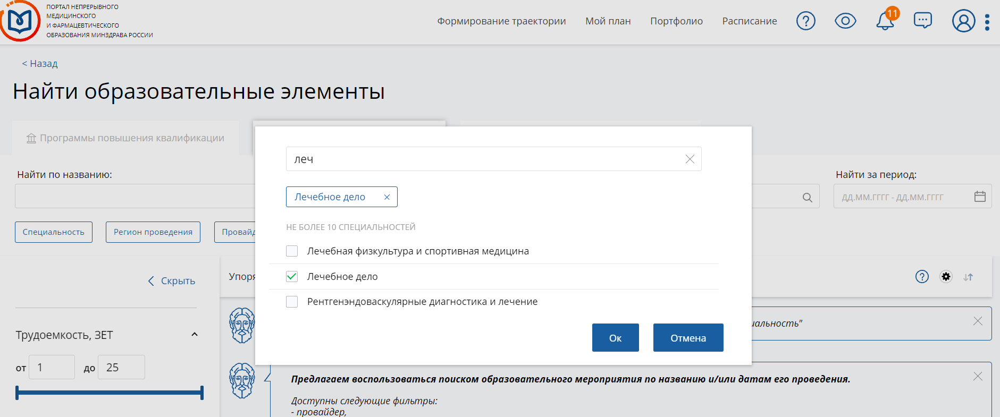 ПОРТАЛ НЕПРЕРЫВНОГО
МЕДИЦИНСКОГО
И ФАРМАЦЕВТИЧЕСКОГО
ОБРАЗОВАНИЯ МИНЗДРАВА РОССИИ
Формирование траектории Мой план Портфолио Расписание 11
< Назад
Найти образовательные элементы
Программы повышения квалификации
леч
Найти по названию:
Найти за период:
ДД.ММ.ГГГГ - ДД.ММ.ГГГГ
Лечебное дело
Специальность Регион проведения Провайд
НЕ БОЛЕЕ 10 СПЕЦИАЛЬНОСТЕЙ
Лечебная физкультура и спортивная медицина
Лечебное дело
Рентгенэндоваскулярные диагностика и лечение
Ок Отмена
Скрыть
Упоря
Трудоемкость, ЗЕТ
от 1 до 25
иальность"
Предлагаем воспользоваться поиском образовательного мероприятия по названию и/или датам его проведения.
Доступны следующие фильтры:
- провайдер,